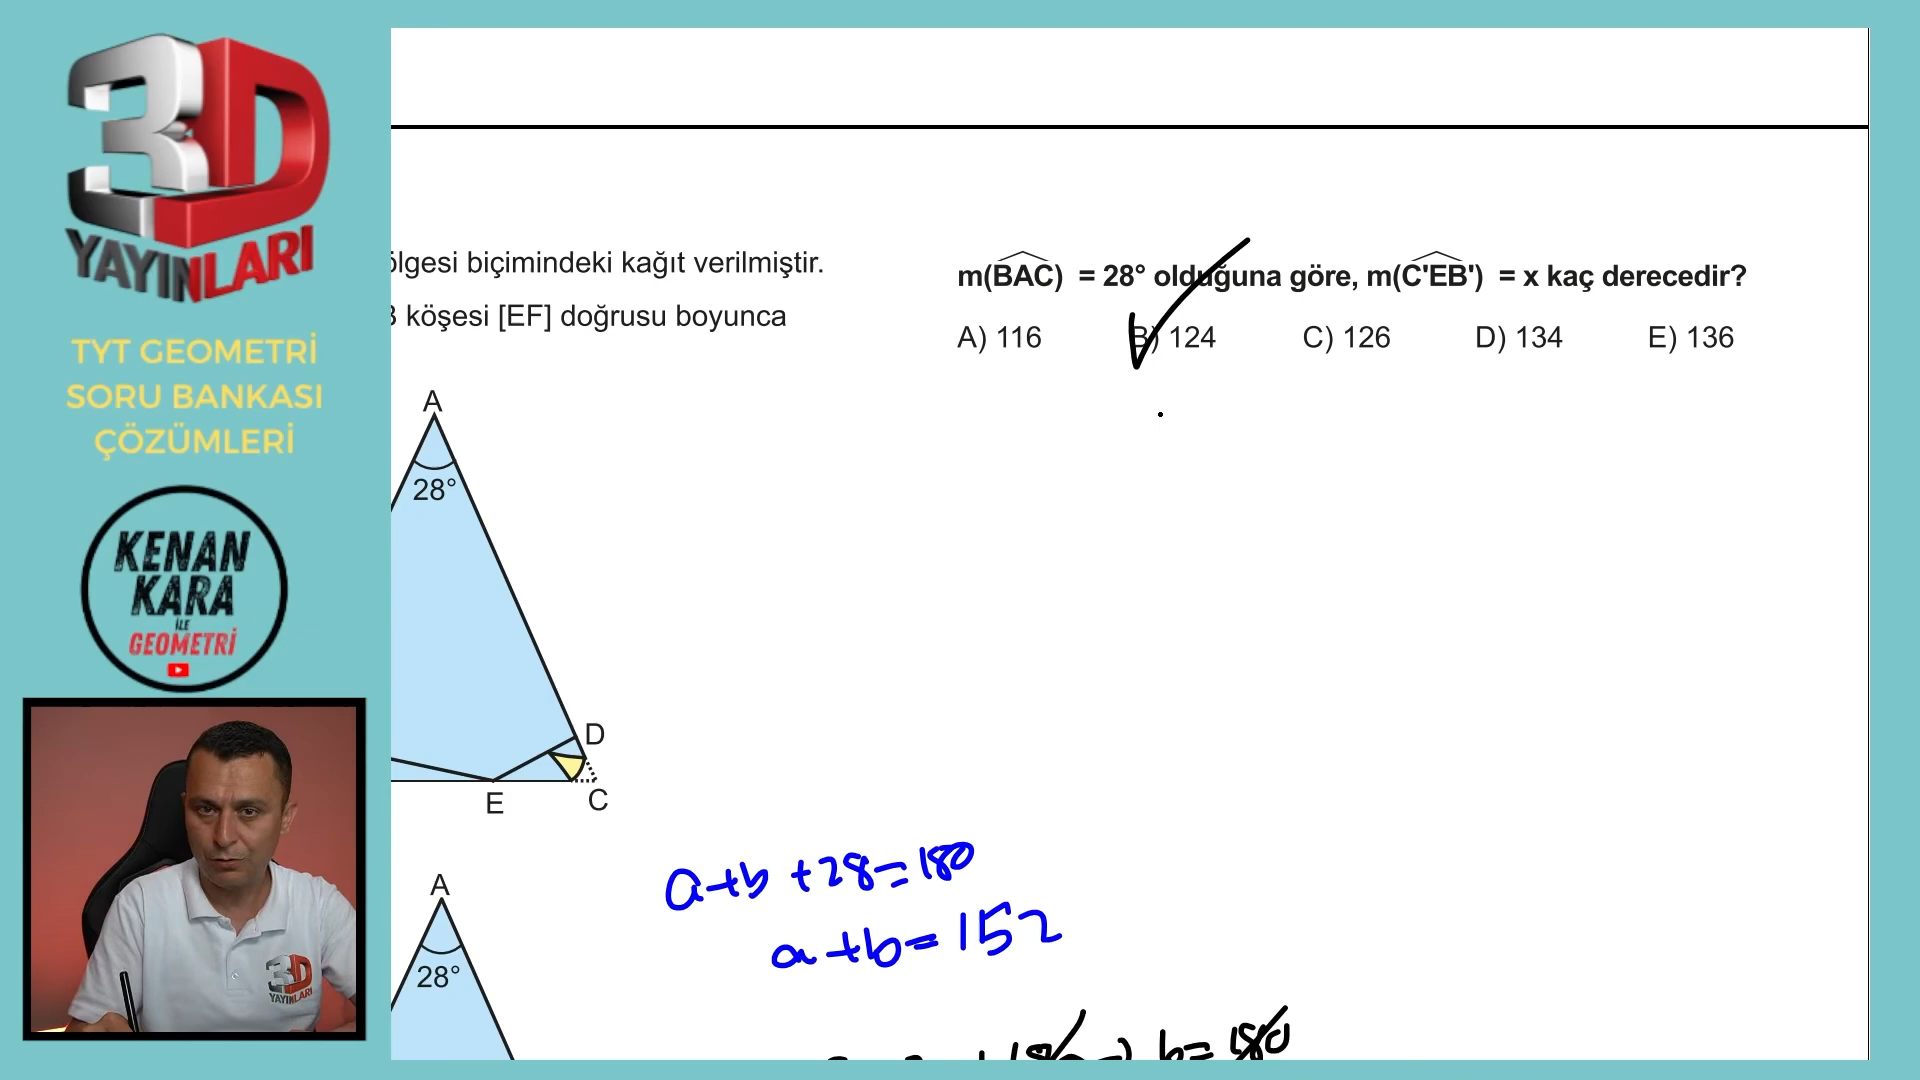 3D
YAYINLARI
TYT GEOMETRİ
SORU BANKASI
ÇÖZÜMLERİ
KENAN
KARA
İLE
GEOMETRİ
3D
YAYINLARI
ölgesi biçimindeki kağıt verilmiştir.
B köşesi [EF] doğrusu boyunca
A
28°
D
E
C
A
28°
m(BAC) = 28° olduğuna göre, m(C'EB') = x kaç derecedir?
A) 116 B) 124 C) 126 D) 134 E) 136
a+b+28=180
a+b=152
b=180